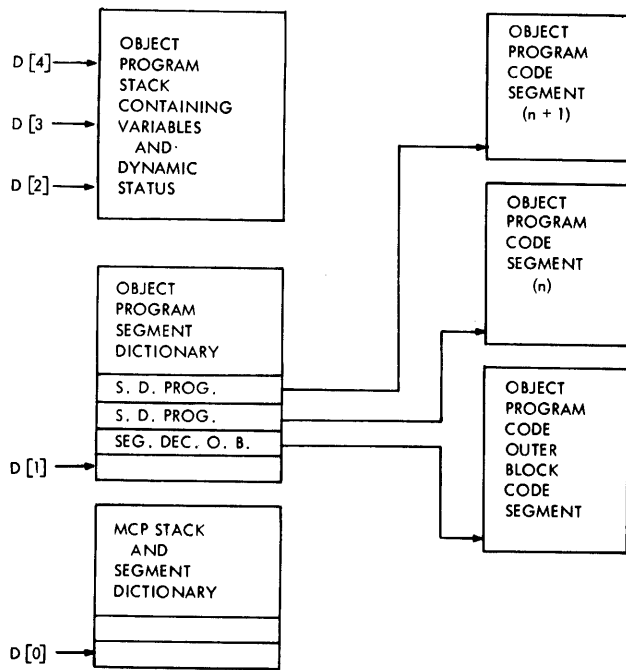 D [4]
D [3
D [2]
OBJECT
PROGRAM
STACK
CONTAINING
VARIABLES
AND·
DYNAMIC
STATUS
OBJECT
PROGRAM
SEGMENT
DICTIONARY
S. D. PROG.
S. D. PROG.
SEG. DEC. O. B.
D [1]
MCP STACK
AND
SEGMENT
DICTIONARY
D [0]
OBJECT
PROGRAM
CODE
SEGMENT
(n + 1)
OBJECT
PROGRAM
CODE
SEGMENT
(n)
OBJECT
PROGRAM
CODE
OUTER
BLOCK
CODE
SEGMENT